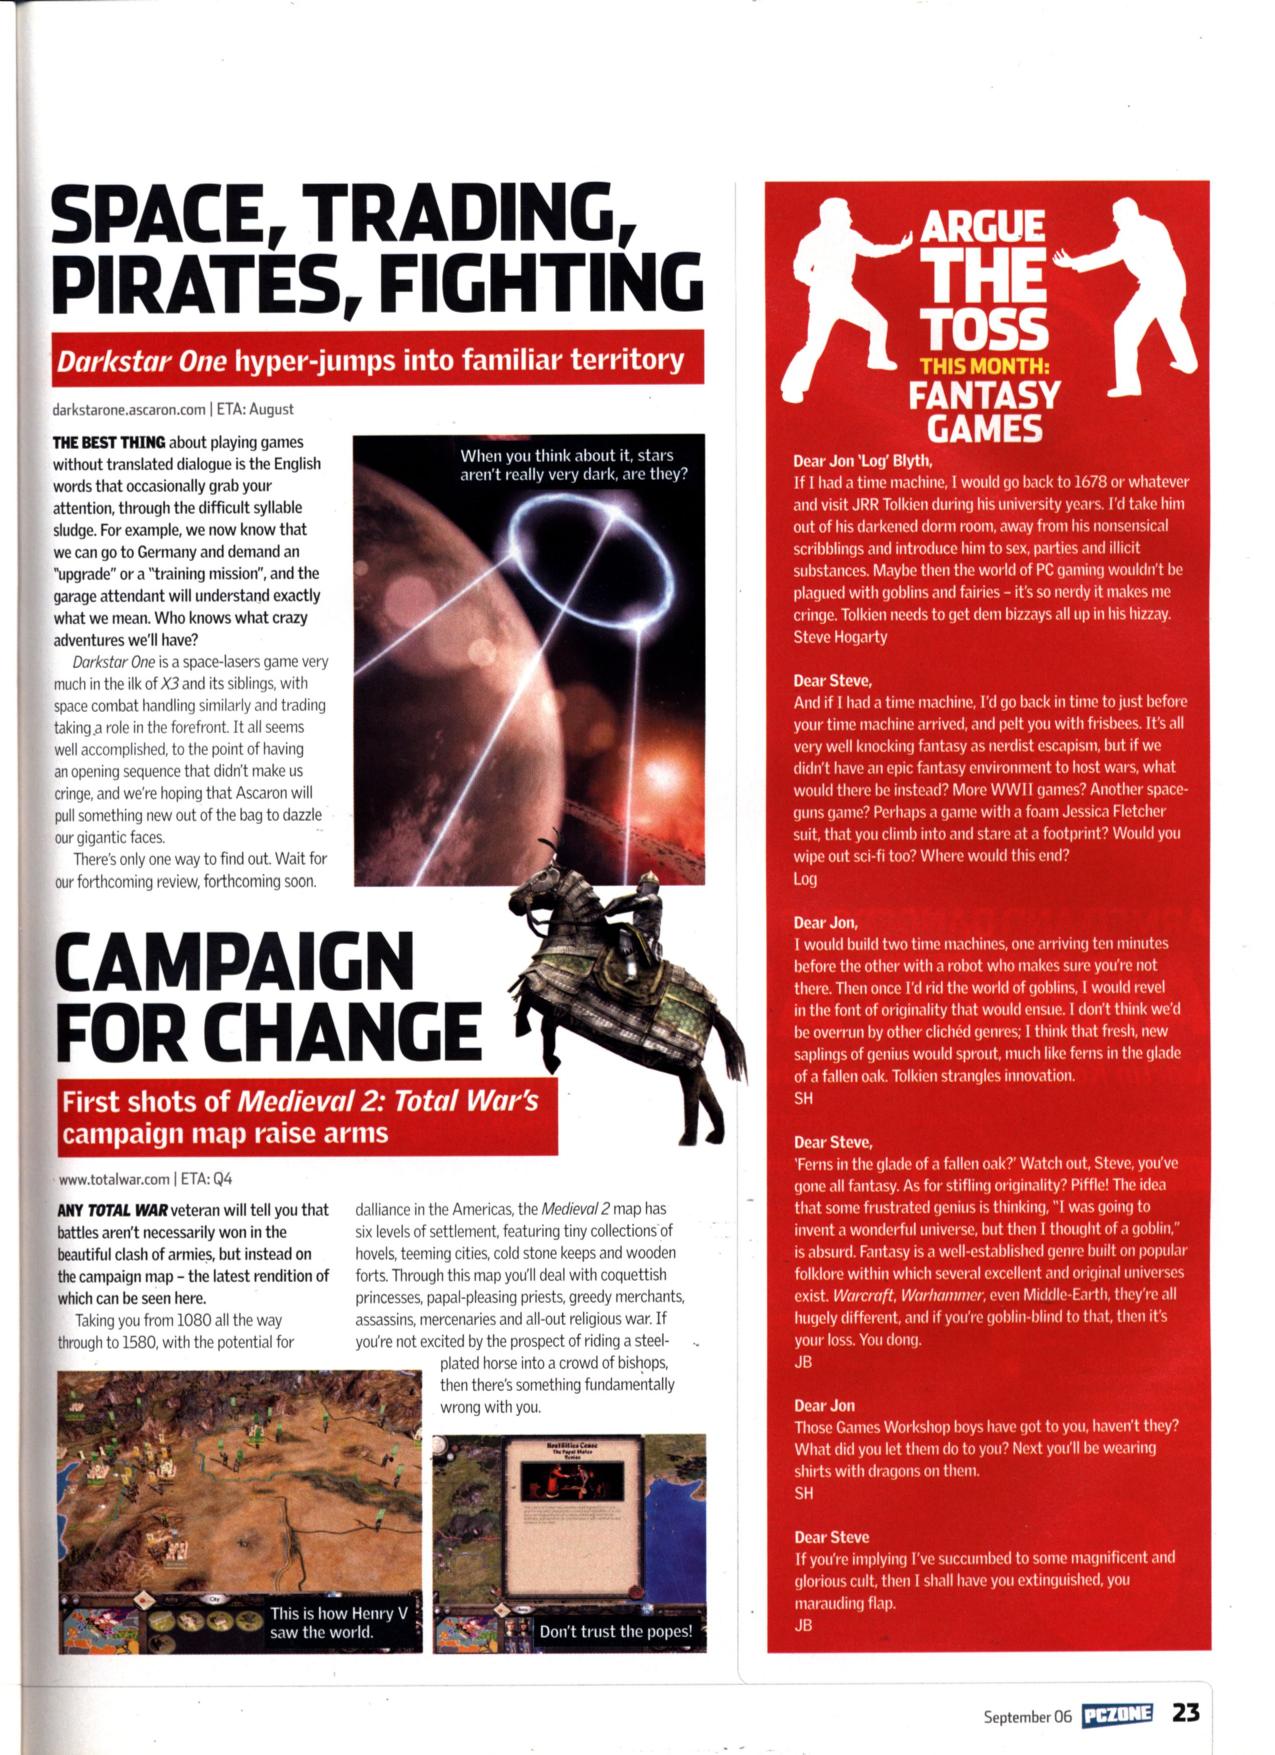 SPACE, TRADING,
PIRATES, FIGHTING
Darkstar One hyper-jumps into familiar territory
darkstarone.ascaron.com | ETA: August
THE BEST THING about playing games
without translated dialogue is the English
words that occasionally grab your
attention, through the difficult syllable
sludge. For example, we now know that
we can go to Germany and demand an
"upgrade" or a "training mission", and the
garage attendant will understand exactly
what we mean. Who knows what crazy
adventures we'll have?
Darkstar One is a space-lasers game very
much in the ilk of X3 and its siblings, with
space combat handling similarly and trading
taking a role in the forefront. It all seems
well accomplished, to the point of having
an opening sequence that didn't make us
cringe, and we're hoping that Ascaron will
pull something new out of the bag to dazzle
our gigantic faces.
There's only one way to find out. Wait for
our forthcoming review, forthcoming soon.
When you think about it, stars
aren't really very dark, are they?
CAMPAIGN
FOR CHANGE
First shots of Medieval 2: Total War's
campaign map raise arms
www.totalwar.com | ETA: Q4
ANY TOTAL WAR veteran will tell you that
battles aren't necessarily won in the
beautiful clash of armies, but instead on
the campaign map – the latest rendition of
which can be seen here.
Taking you from 1080 all the way
through to 1580, with the potential for
dalliance in the Americas, the Medieval 2 map has
six levels of settlement, featuring tiny collections of
hovels, teeming cities, cold stone keeps and wooden
forts. Through this map you'll deal with coquettish
princesses, papal-pleasing priests, greedy merchants,
assassins, mercenaries and all-out religious war. If
you're not excited by the prospect of riding a steel-
plated horse into a crowd of bishops,
then there's something fundamentally
wrong with you.
City
This is how Henry V
saw the world.
Hostilities Cease
The Papal States
Don't trust the popes!
ARGUE
THE
TOSS
THIS MONTH:
FANTASY
GAMES
Dear Jon 'Log' Blyth,
If I had a time machine, I would go back to 1678 or whatever
and visit JRR Tolkien during his university years. I'd take him
out of his darkened dorm room, away from his nonsensical
scribblings and introduce him to sex, parties and illicit
substances. Maybe then the world of PC gaming wouldn't be
plagued with goblins and fairies – it's so nerdy it makes me
cringe. Tolkien needs to get dem bizzays all up in his hizzay.
Steve Hogarty
Dear Steve,
And if I had a time machine, I'd go back in time to just before
your time machine arrived, and pelt you with frisbees. It's all
very well knocking fantasy as nerdist escapism, but if we
didn't have an epic fantasy environment to host wars, what
would there be instead? More WWII games? Another space-
guns game? Perhaps a game with a foam Jessica Fletcher
suit, that you climb into and stare at a footprint? Would you
wipe out sci-fi too? Where would this end?
Log
Dear Jon,
I would build two time machines, one arriving ten minutes
before the other with a robot who makes sure you're not
there. Then once I'd rid the world of goblins, I would revel
in the font of originality that would ensue. I don't think we'd
be overrun by other clichéd genres; I think that fresh, new
saplings of genius would sprout, much like ferns in the glade
of a fallen oak. Tolkien strangles innovation.
SH
Dear Steve,
'Ferns in the glade of a fallen oak?' Watch out, Steve, you've
gone all fantasy. As for stifling originality? Piffle! The idea
that some frustrated genius is thinking, "I was going to
invent a wonderful universe, but then I thought of a goblin,"
is absurd. Fantasy is a well-established genre built on popular
folklore within which several excellent and original universes
exist. Warcraft, Warhammer, even Middle-Earth, they're all
hugely different, and if you're goblin-blind to that, then it's
your loss. You dong.
JB
Dear Jon
Those Games Workshop boys have got to you, haven't they?
What did you let them do to you? Next you'll be wearing
shirts with dragons on them.
SH
Dear Steve
If you're implying I've succumbed to some magnificent and
glorious cult, then I shall have you extinguished, you
marauding flap.
JB
September 06 PCZONE 23